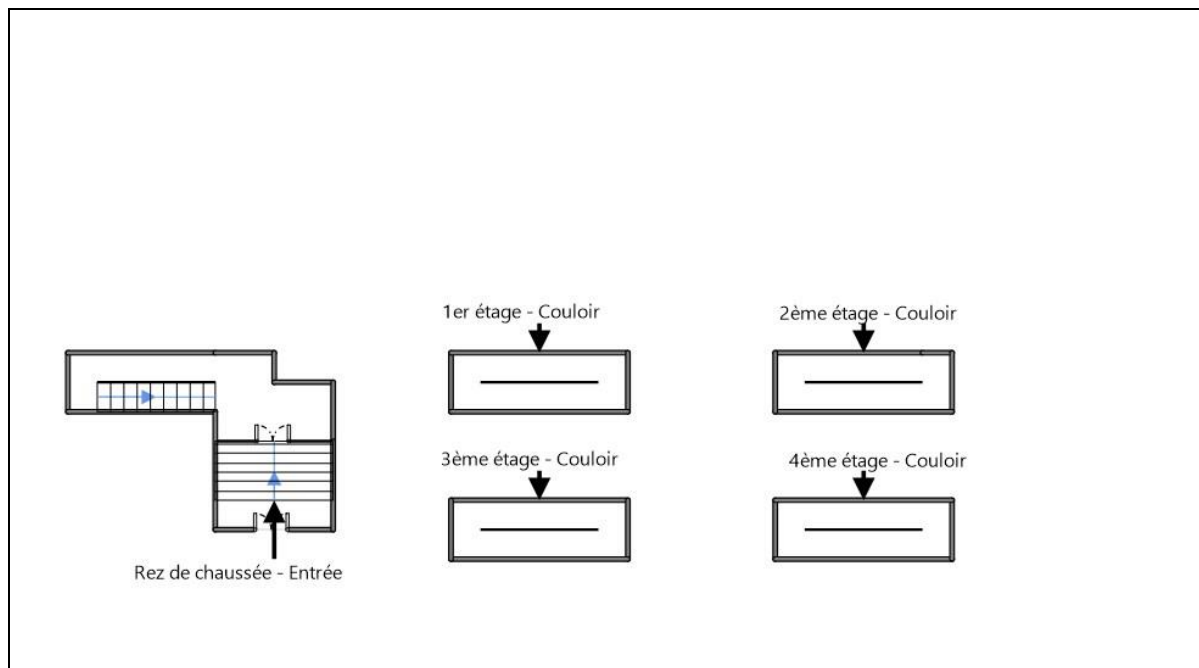 1er étage - Couloir
2ème étage - Couloir
3ème étage - Couloir
4ème étage - Couloir
Rez de chaussée - Entrée